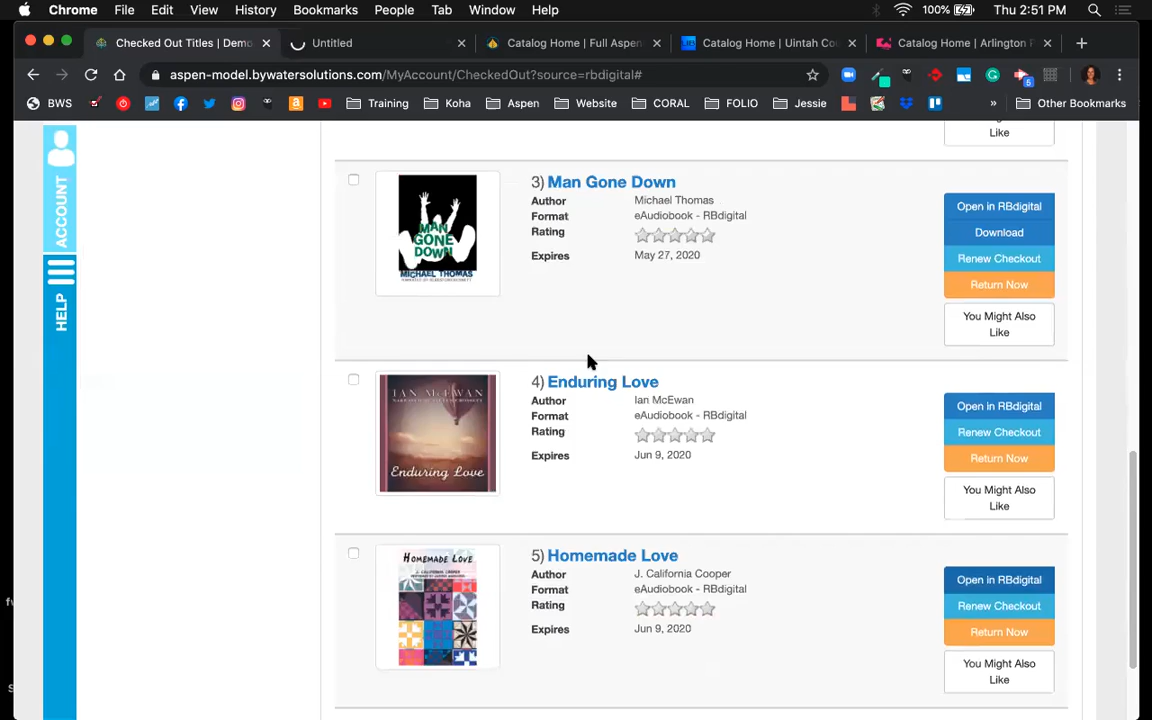 Chrome File Edit View History Bookmarks People Tab Window Help 100% Thu 2:51 PM
Checked Out Titles | Demo Untitled Catalog Home | Full Aspen Catalog Home | Uintah Cou Catalog Home | Arlington
aspen-model.bywatersolutions.com/MyAccount/CheckedOut?source=rbdigital#
BWS Training Koha Aspen Website CORAL FOLIO Jessie » Other Bookmarks
Like
ACCOUNT
HELP
3) Man Gone Down
Author Michael Thomas
Format eAudiobook - RBdigital
Rating
Expires May 27, 2020
MAN GONE DOWN
MICHAEL THOMAS
Open in RBdigital
Download
Renew Checkout
Return Now
You Might Also Like
4) Enduring Love
Author Ian McEwan
Format eAudiobook - RBdigital
Rating
Expires Jun 9, 2020
IAN McEWAN
Enduring Love
Open in RBdigital
Renew Checkout
Return Now
You Might Also Like
5) Homemade Love
Author J. California Cooper
Format eAudiobook - RBdigital
Rating
Expires Jun 9, 2020
HOMEMADE LOVE
J. CALIFORNIA COOPER
Open in RBdigital
Renew Checkout
Return Now
You Might Also Like